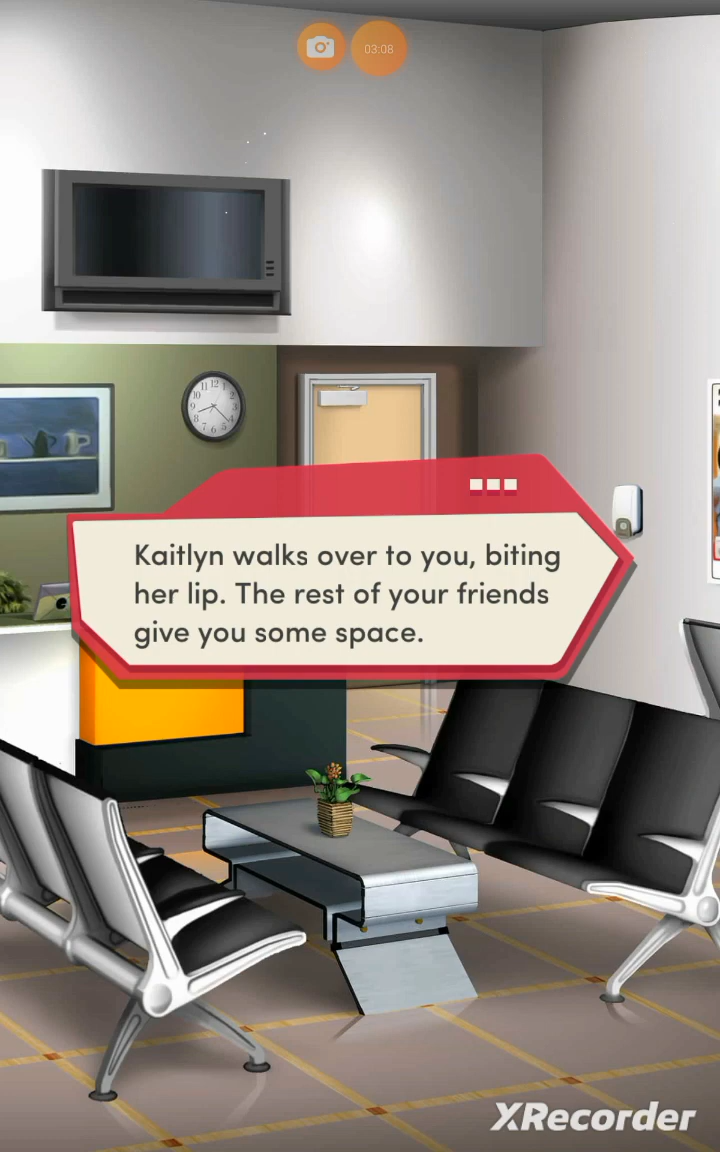 03:08
Kaitlyn walks over to you, biting
her lip. The rest of your friends
give you some space.
XRecorder